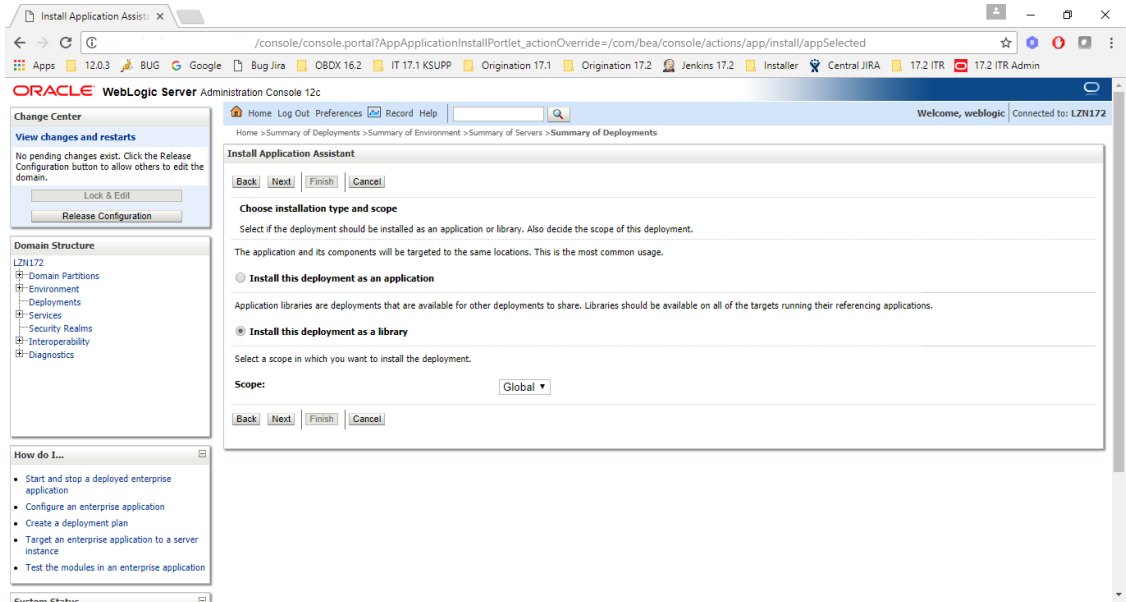 Install Application Assist
/console/console.portal?AppApplicationInstallPortlet_actionOverride=/com/bea/console/actions/app/install/appSelected
Apps 12.0.3 BUG Google Bug Jira OBDX 16.2 IT 17.1 KSUPP Origination 17.1 Origination 17.2 Jenkins 17.2 Installer Central JIRA 17.2 ITR 17.2 ITR Admin
ORACLE WebLogic Server Administration Console 12c
Change Center
View changes and restarts
No pending changes exist. Click the Release
Configuration button to allow others to edit the
domain.
Lock & Edit
Release Configuration
Domain Structure
LZN172
Domain Partitions
Environment
Deployments
Services
Security Realms
Interoperability
Diagnostics
How do I...
Start and stop a deployed enterprise
application
Configure an enterprise application
Create a deployment plan
Target an enterprise application to a server
instance
Test the modules in an enterprise application
System Status
Home Log Out Preferences Record Help
Welcome, weblogic Connected to: LZN172
Home >Summary of Deployments >Summary of Environment >Summary of Servers >Summary of Deployments
Install Application Assistant
Back Next Finish Cancel
Choose installation type and scope
Select if the deployment should be installed as an application or library. Also decide the scope of this deployment.
The application and its components will be targeted to the same locations. This is the most common usage.
Install this deployment as an application
Application libraries are deployments that are available for other deployments to share. Libraries should be available on all of the targets running their referencing applications.
Install this deployment as a library
Select a scope in which you want to install the deployment.
Scope: Global
Back Next Finish Cancel